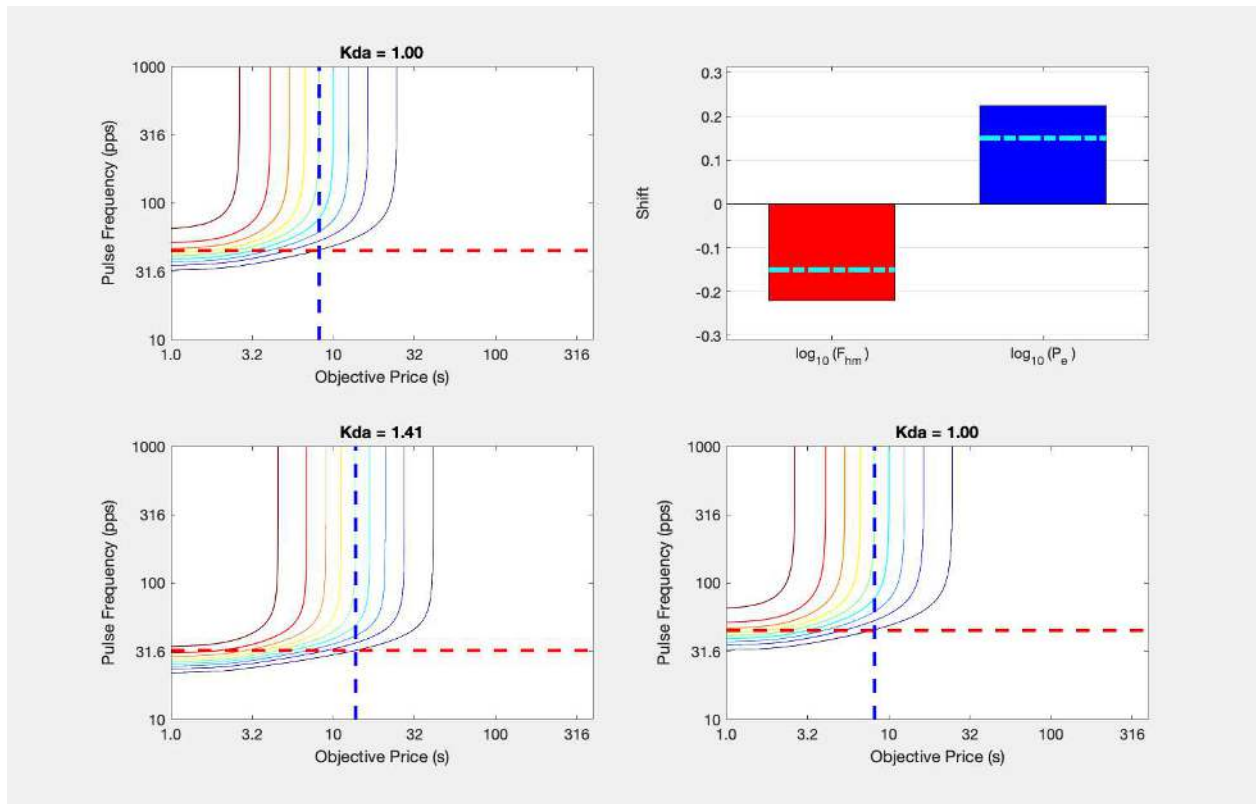 Kda = 1.00
1000
316
100
31.6
10
Pulse Frequency (pps)
1.0 3.2 10 32 100 316
Objective Price (s)
0.3
0.2
0.1
0
-0.1
-0.2
-0.3
Shift
log10(Fhm) log10(Pe)
Kda = 1.41
1000
316
100
31.6
10
Pulse Frequency (pps)
1.0 3.2 10 32 100 316
Objective Price (s)
Kda = 1.00
1000
316
100
31.6
10
Pulse Frequency (pps)
1.0 3.2 10 32 100 316
Objective Price (s)